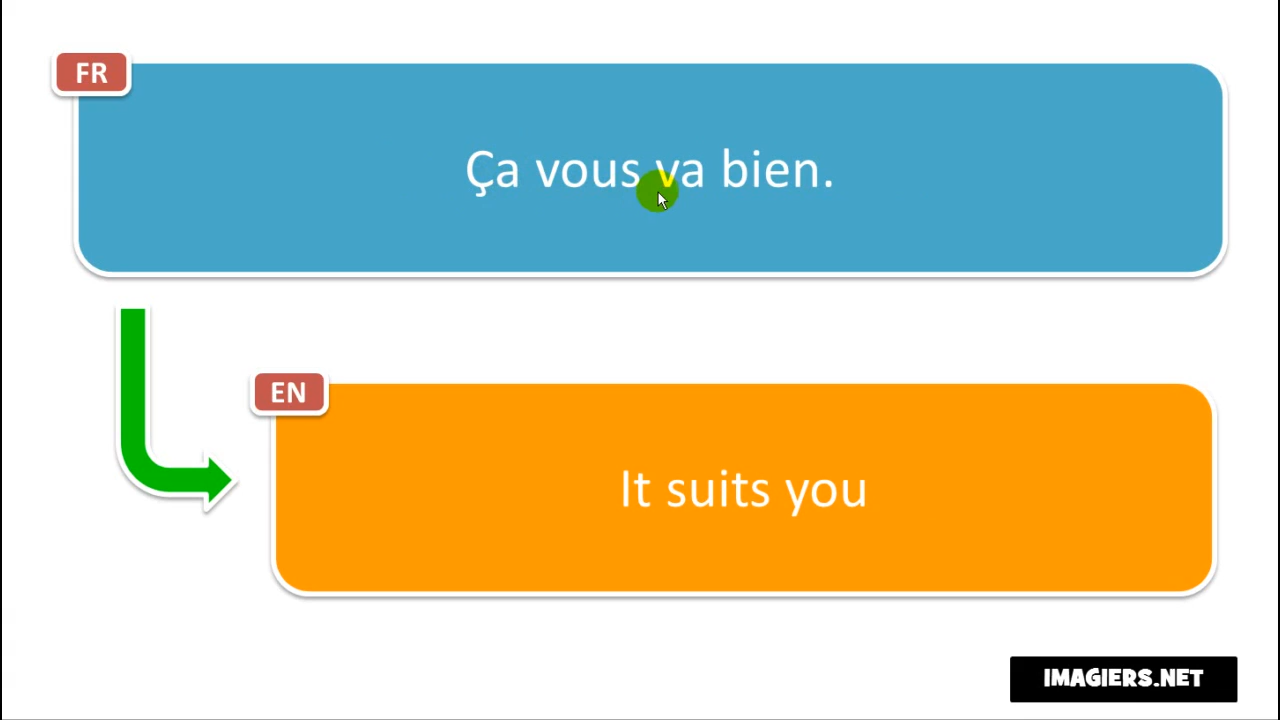 FR
Ça vous va bien.
EN
It suits you
IMAGIERS.NET